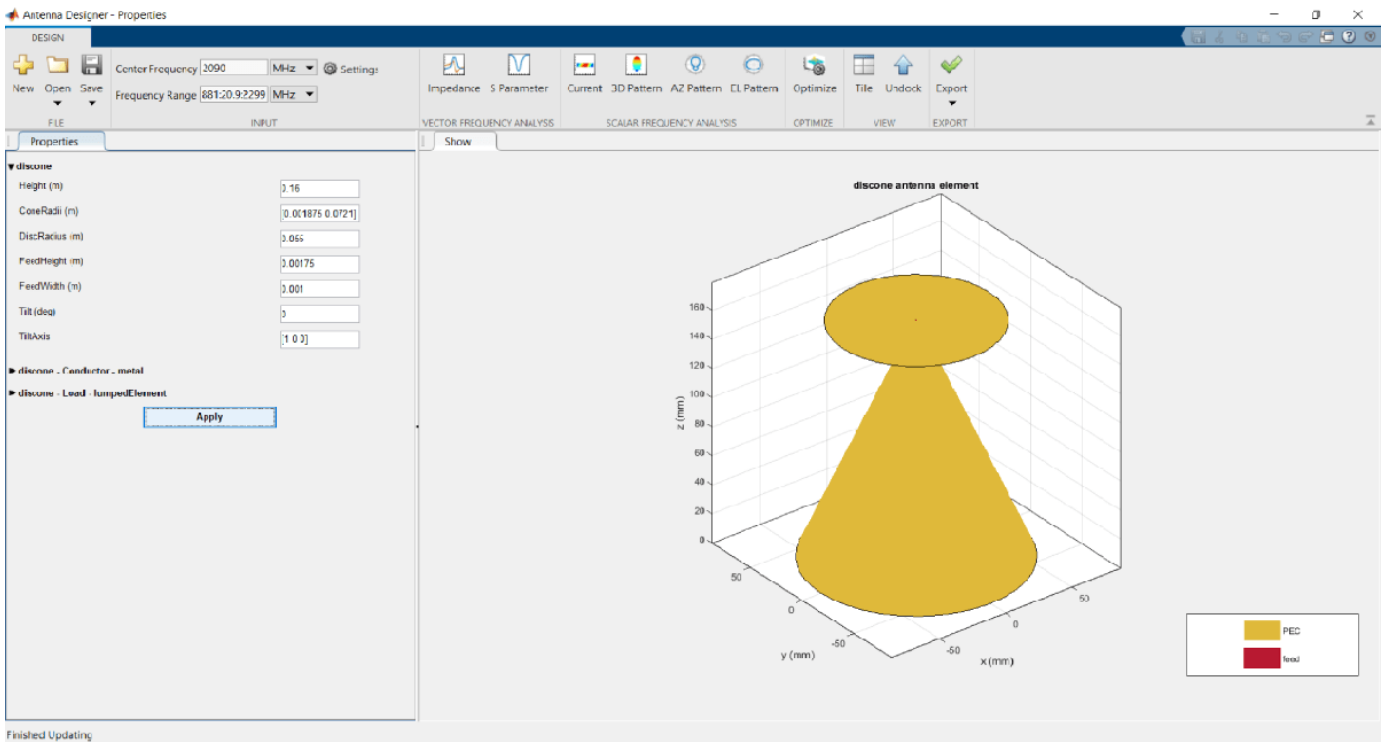 Antenna Designer - Properties
DESIGN
New Open Save
FILE
Center Frequency 2090 MHz Settings
Frequency Range 881:20.9:2299 MHz
INPUT
Impedance S Parameter
VECTOR FREQUENCY ANALYSIS
Current 3D Pattern AZ Pattern EL Pattern
SCALAR FREQUENCY ANALYSIS
Optimize
OPTIMIZE
Tile Undock
VIEW
Export
EXPORT
Properties
discone
Height (m) 0.16
ConeRadii (m) [0.001875 0.0721]
DiscRadius (m) 0.055
FeedHeight (m) 0.00175
FeedWidth (m) 0.001
Tilt (deg) 0
TiltAxis [1 0 0]
discone - Conductor - metal
discone - Load - lumpedElement
Apply
Show
discone antenna element
160
140
120
100
80
60
40
20
0
z (mm)
50
0
-50
y (mm)
50
0
-50
x (mm)
PEC
feed
Finished Updating